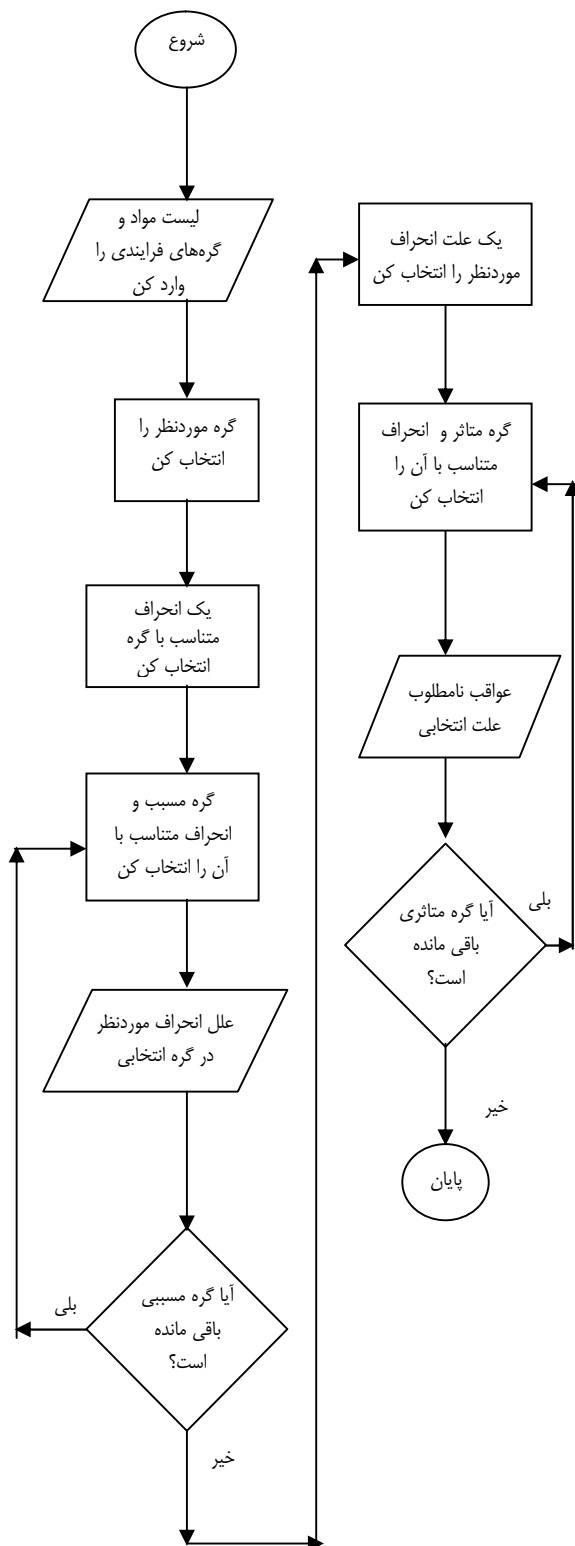 شروع
لیست مواد و
گره‌های فرایندی را
وارد کن
گره موردنظر را
انتخاب کن
یک انحراف
متناسب با گره
انتخاب کن
گره مسبب و
انحراف متناسب با
آن را انتخاب کن
علل انحراف موردنظر
در گره انتخابی
آیا گره مسببی
باقی مانده
است؟
بلی
خیر
یک علت انحراف
موردنظر را انتخاب کن
گره متاثر و انحراف
متناسب با آن را
انتخاب کن
عواقب نامطلوب
علت انتخابی
آیا گره متاثری
باقی مانده
است؟
بلی
خیر
پایان